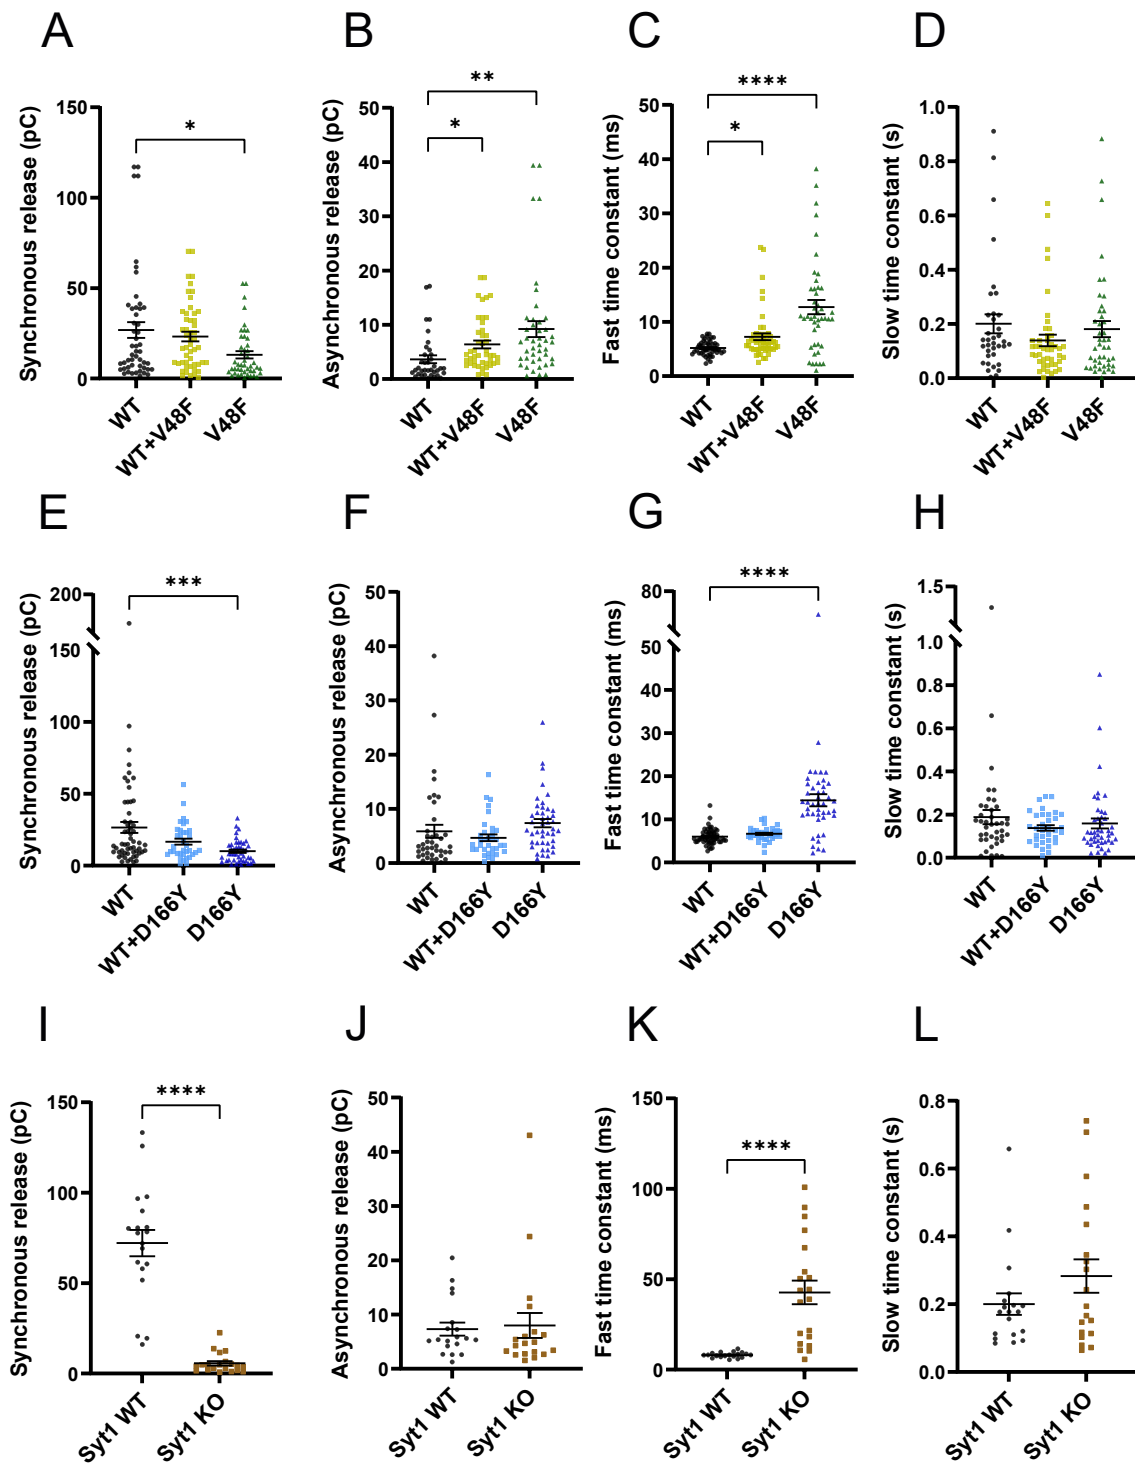 A
B
C
D
Synchronous release (pC)
150
100
50
0
*
WT
WT+V48F
V48F
Asynchronous release (pC)
50
40
30
20
10
0
**
*
WT
WT+V48F
V48F
Fast time constant (ms)
50
40
30
20
10
0
****
*
WT
WT+V48F
V48F
Slow time constant (s)
1.0
0.8
0.6
0.4
0.2
0.0
WT
WT+V48F
V48F
E
F
G
H
Synchronous release (pC)
200
150
100
50
0
***
WT
WT+D166Y
D166Y
Asynchronous release (pC)
50
40
30
20
10
0
WT
WT+D166Y
D166Y
Fast time constant (ms)
80
50
40
30
20
10
0
****
WT
WT+D166Y
D166Y
Slow time constant (s)
1.5
1.0
0.8
0.6
0.4
0.2
0.0
WT
WT+D166Y
D166Y
I
J
K
L
Synchronous release (pC)
150
100
50
0
****
Syt1 WT
Syt1 KO
Asynchronous release (pC)
50
40
30
20
10
0
Syt1 WT
Syt1 KO
Fast time constant (ms)
150
100
50
0
****
Syt1 WT
Syt1 KO
Slow time constant (s)
0.8
0.6
0.4
0.2
0.0
Syt1 WT
Syt1 KO